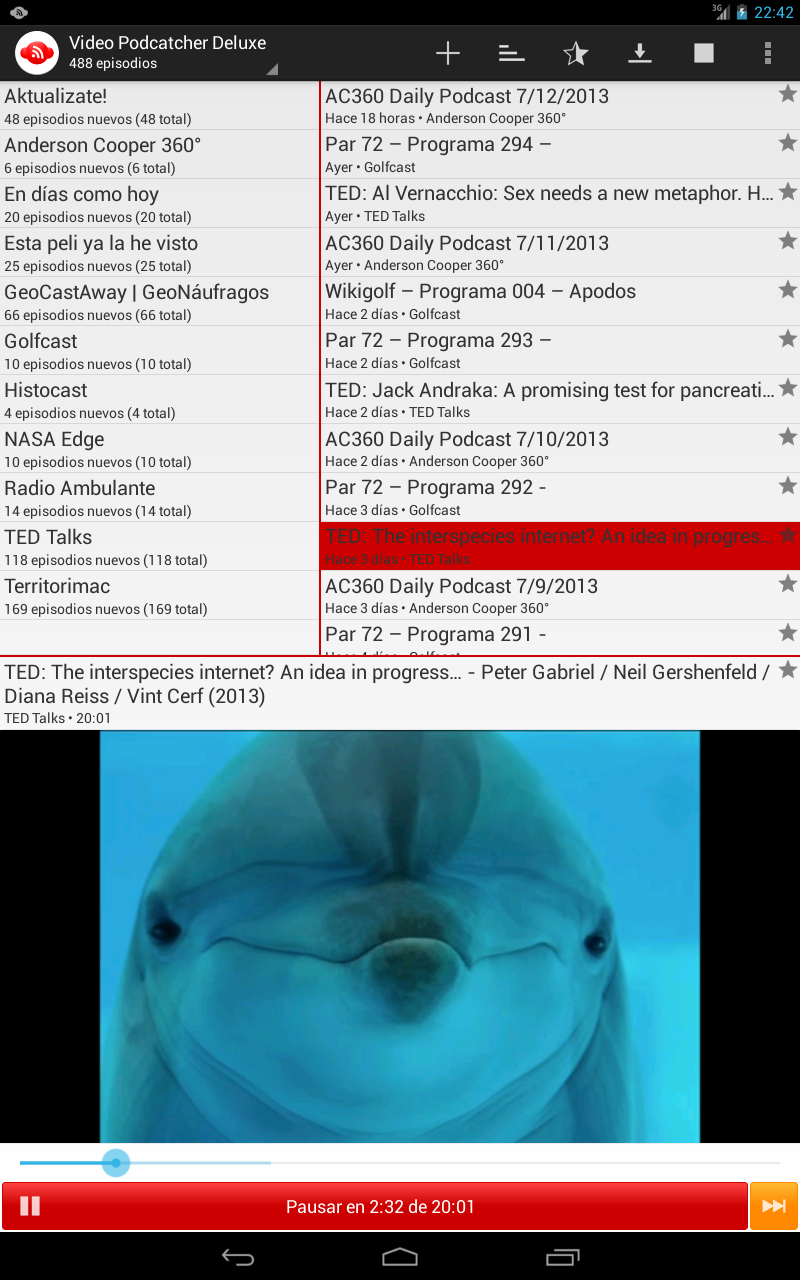 3G 22:42
Video Podcatcher Deluxe
488 episodios
Aktualizate!
48 episodios nuevos (48 total)
Anderson Cooper 360°
6 episodios nuevos (6 total)
En días como hoy
20 episodios nuevos (20 total)
Esta peli ya la he visto
25 episodios nuevos (25 total)
GeoCastAway | GeoNáufragos
66 episodios nuevos (66 total)
Golfcast
10 episodios nuevos (10 total)
Histocast
4 episodios nuevos (4 total)
NASA Edge
10 episodios nuevos (10 total)
Radio Ambulante
14 episodios nuevos (14 total)
TED Talks
118 episodios nuevos (118 total)
Territorimac
169 episodios nuevos (169 total)
AC360 Daily Podcast 7/12/2013
Hace 18 horas • Anderson Cooper 360°
Par 72 – Programa 294 –
Ayer • Golfcast
TED: Al Vernacchio: Sex needs a new metaphor. H...
Ayer • TED Talks
AC360 Daily Podcast 7/11/2013
Ayer • Anderson Cooper 360°
Wikigolf – Programa 004 – Apodos
Hace 2 días • Golfcast
Par 72 – Programa 293 –
Hace 2 días • Golfcast
TED: Jack Andraka: A promising test for pancreati...
Hace 2 días • TED Talks
AC360 Daily Podcast 7/10/2013
Hace 2 días • Anderson Cooper 360°
Par 72 – Programa 292 -
Hace 3 días • Golfcast
TED: The interspecies internet? An idea in progres...
Hace 3 días • TED Talks
AC360 Daily Podcast 7/9/2013
Hace 3 días • Anderson Cooper 360°
Par 72 – Programa 291 -
Hace 4 días • Golfcast
TED: The interspecies internet? An idea in progress... - Peter Gabriel / Neil Gershenfeld /
Diana Reiss / Vint Cerf (2013)
TED Talks • 20:01
Pausar en 2:32 de 20:01